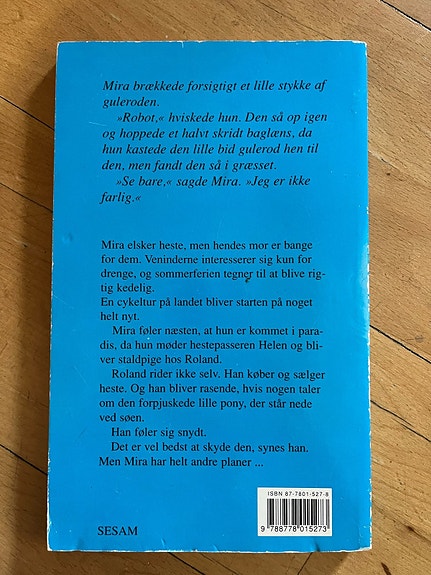 Mira brækkede forsigtigt et lille stykke af
guleroden.
»Robot,« hviskede hun. Den så op igen
og hoppede et halvt skridt baglæns, da
hun kastede den lille bid gulerod hen til
den, men fandt den så i græsset.
»Se bare,« sagde Mira. »Jeg er ikke
farlig.«
Mira elsker heste, men hendes mor er bange
for dem. Veninderne interesserer sig kun for
drenge, og sommerferien tegner til at blive rig-
tig kedelig.
En cykeltur på landet bliver starten på noget
helt nyt.
Mira føler næsten, at hun er kommet i para-
dis, da hun møder hestepasseren Helen og bli-
ver staldpige hos Roland.
Roland rider ikke selv. Han køber og sælger
heste. Og han bliver rasende, hvis nogen taler
om den forpjuskede lille pony, der står nede
ved søen.
Han føler sig snydt.
Det er vel bedst at skyde den, synes han.
Men Mira har helt andre planer ...
ISBN 87-7801-527-8
9 788778 015273
SESAM